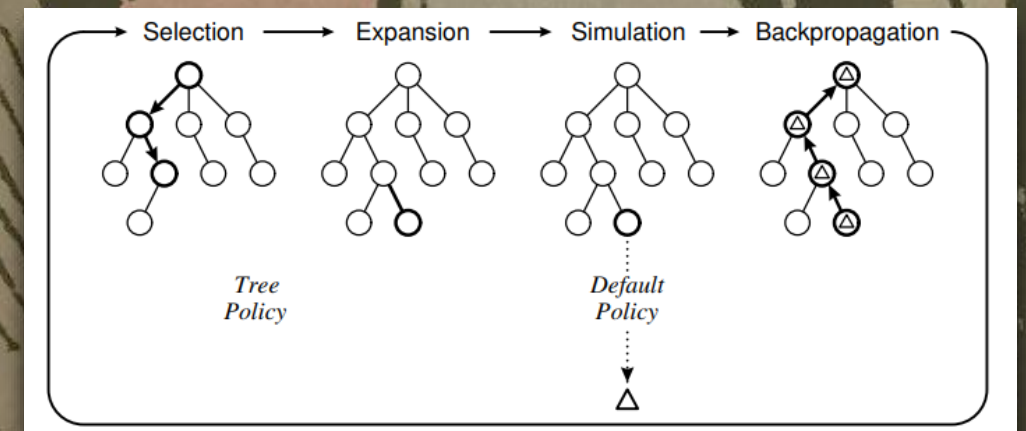 Selection
Expansion
Simulation
Backpropagation
Tree
Policy
Default
Policy